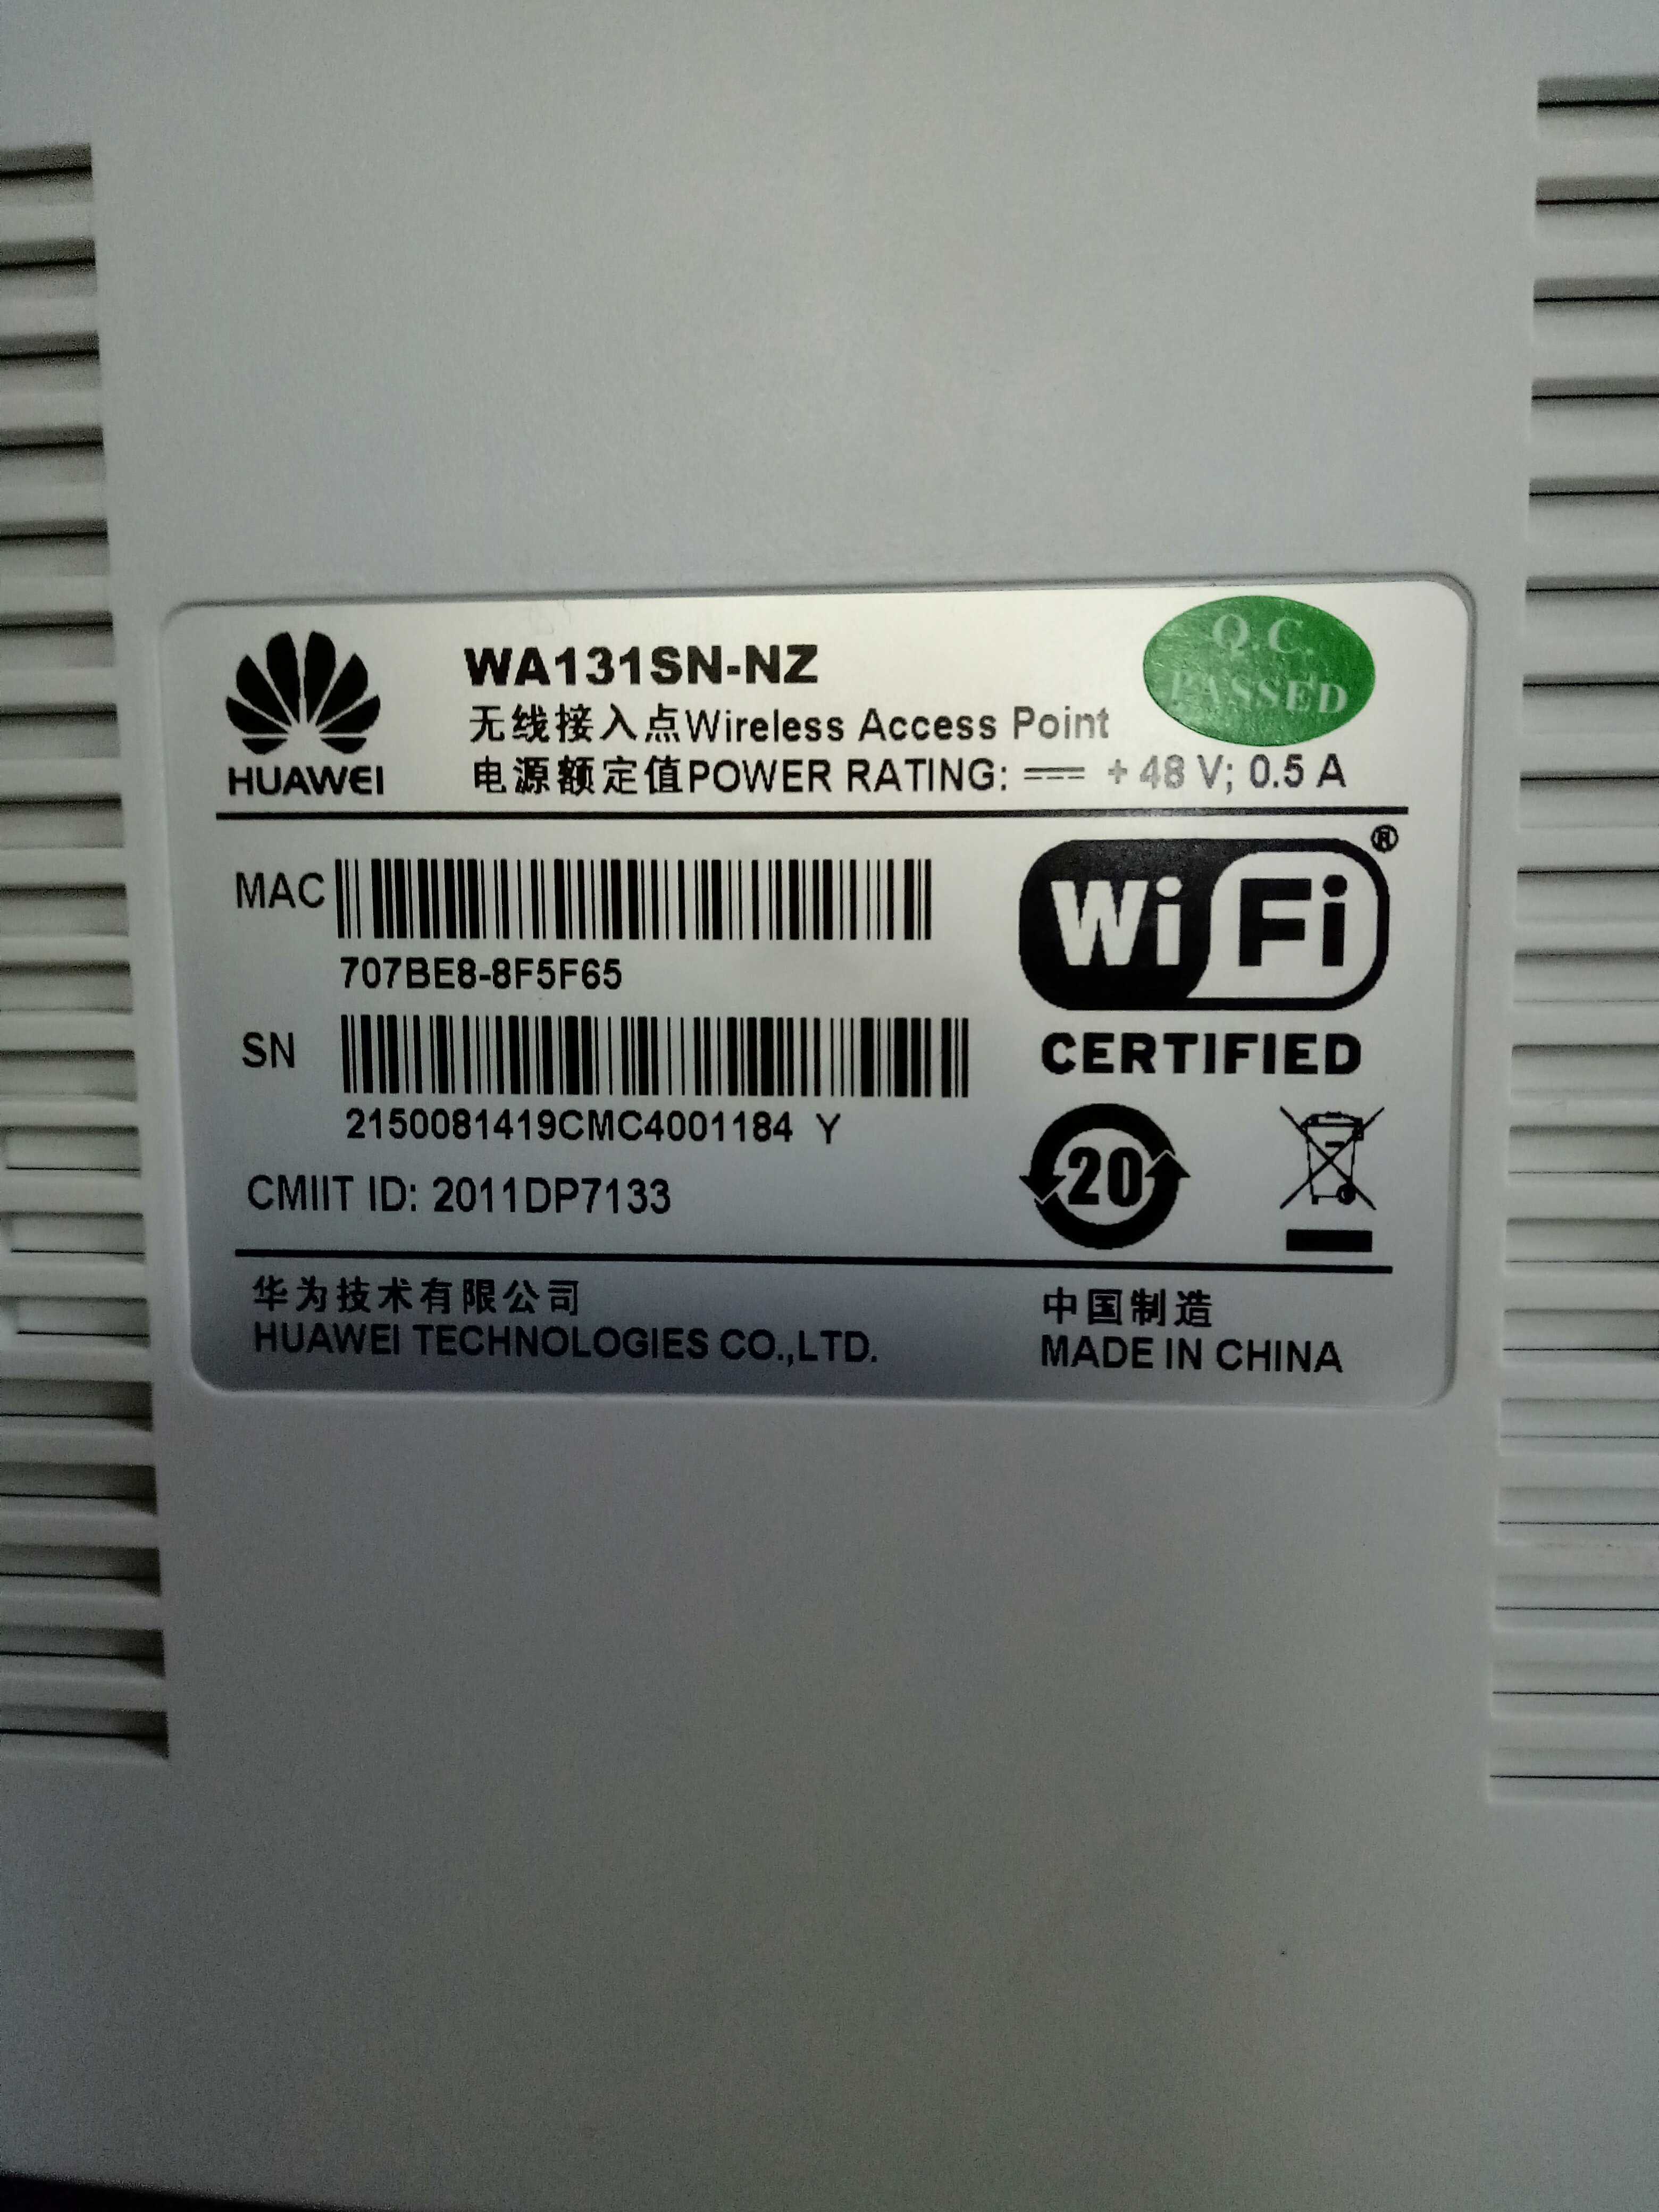 HUAWEI
WA131SN-NZ
无线接入点Wireless Access Point
电源额定值POWER RATING: ⎓ + 48 V; 0.5 A
Q.C.
PASSED
MAC
707BE8-8F5F65
SN
2150081419CMC4001184 Y
CMIIT ID: 2011DP7133
Wi Fi ®
CERTIFIED
20
华为技术有限公司
HUAWEI TECHNOLOGIES CO.,LTD.
中国制造
MADE IN CHINA